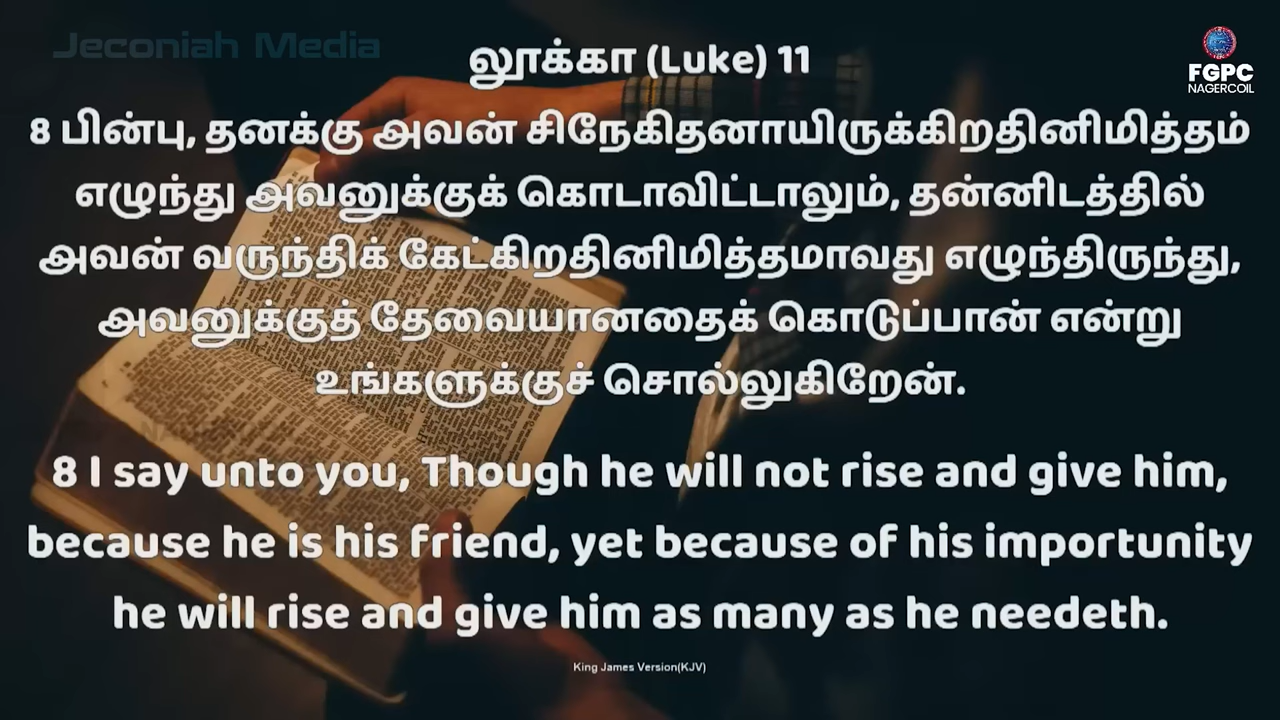 Jeconiah Media
FGPC
NAGERCOIL
லூக்கா (Luke) 11
8 பின்பு, தனக்கு அவன் சிநேகிதனாயிருக்கிறதினிமித்தம்
எழுந்து அவனுக்குக் கொடாவிட்டாலும், தன்னிடத்தில்
அவன் வருந்திக் கேட்கிறதினிமித்தமாவது எழுந்திருந்து,
அவனுக்குத் தேவையானதைக் கொடுப்பான் என்று
உங்களுக்குச் சொல்லுகிறேன்.
8 I say unto you, Though he will not rise and give him,
because he is his friend, yet because of his importunity
he will rise and give him as many as he needeth.
King James Version(KJV)